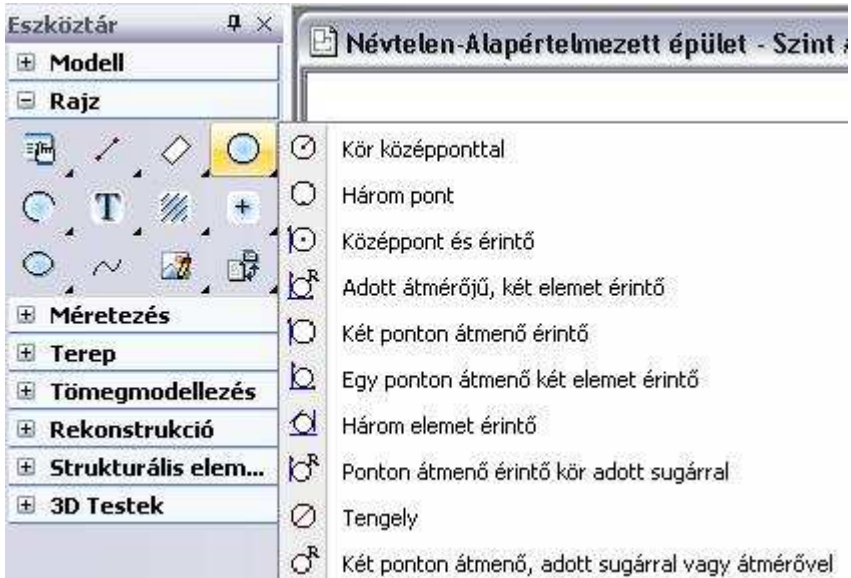 Eszköztár
Névtelen-Alapértelmezett épület - Szint
Modell
Rajz
Kör középponttal
Három pont
Középpont és érintő
Adott átmérőjű, két elemet érintő
Két ponton átmenő érintő
Egy ponton átmenő két elemet érintő
Három elemet érintő
Ponton átmenő érintő kör adott sugárral
Tengely
Két ponton átmenő, adott sugárral vagy átmérővel
Méretezés
Terep
Tömegmodellezés
Rekonstrukció
Strukturális elem...
3D Testek